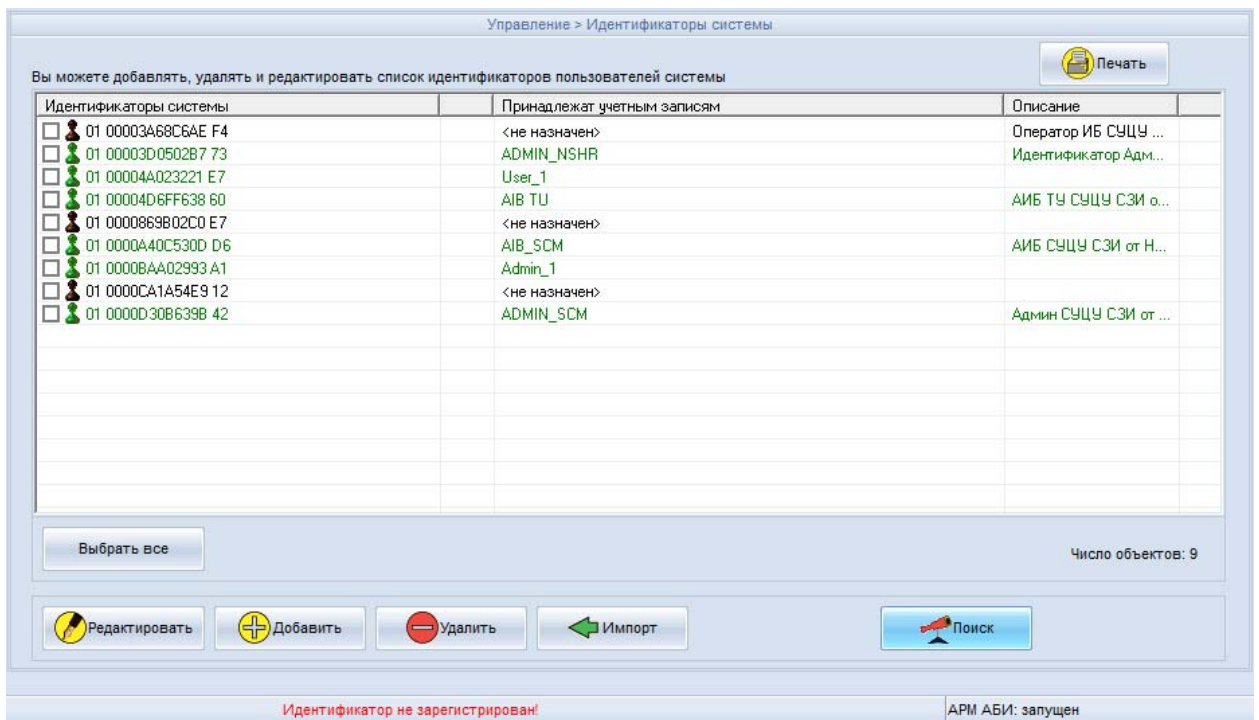 Управление > Идентификаторы системы
Печать
Вы можете добавлять, удалять и редактировать список идентификаторов пользователей системы
Идентификаторы системы Принадлежат учетным записям Описание
01 00003A68C6AE F4 <не назначен> Оператор ИБ СУЦУ ...
01 00003D0502B7 73 ADMIN_NSHR Идентификатор Адм...
01 00004A023221 E7 User_1
01 00004D6FF638 60 AIB TU АИБ ТУ СУЦУ СЗИ о...
01 0000869B02C0 E7 <не назначен>
01 0000A40C530D D6 AIB_SCM АИБ СУЦУ СЗИ от Н...
01 0000BAA02993 A1 Admin_1
01 0000CA1A54E9 12 <не назначен>
01 0000D30B639B 42 ADMIN_SCM Админ СУЦУ СЗИ от ...
Выбрать все Число объектов: 9
Редактировать Добавить Удалить Импорт Поиск
Идентификатор не зарегистрирован! АРМ АБИ: запущен